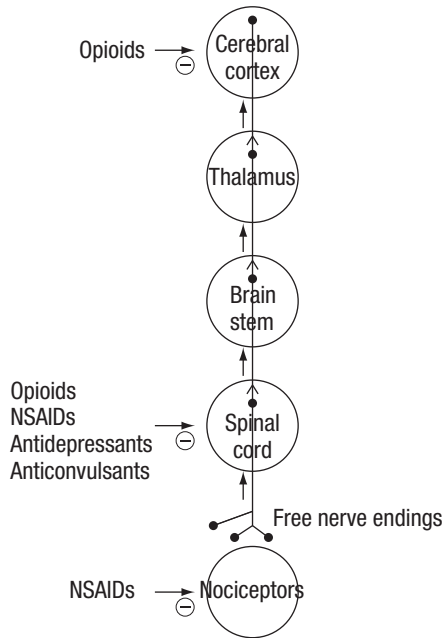 Opioids
⊖
Cerebral
cortex
Thalamus
Brain
stem
Opioids
NSAIDs
Antidepressants
Anticonvulsants
⊖
Spinal
cord
Free nerve endings
NSAIDs
⊖
Nociceptors